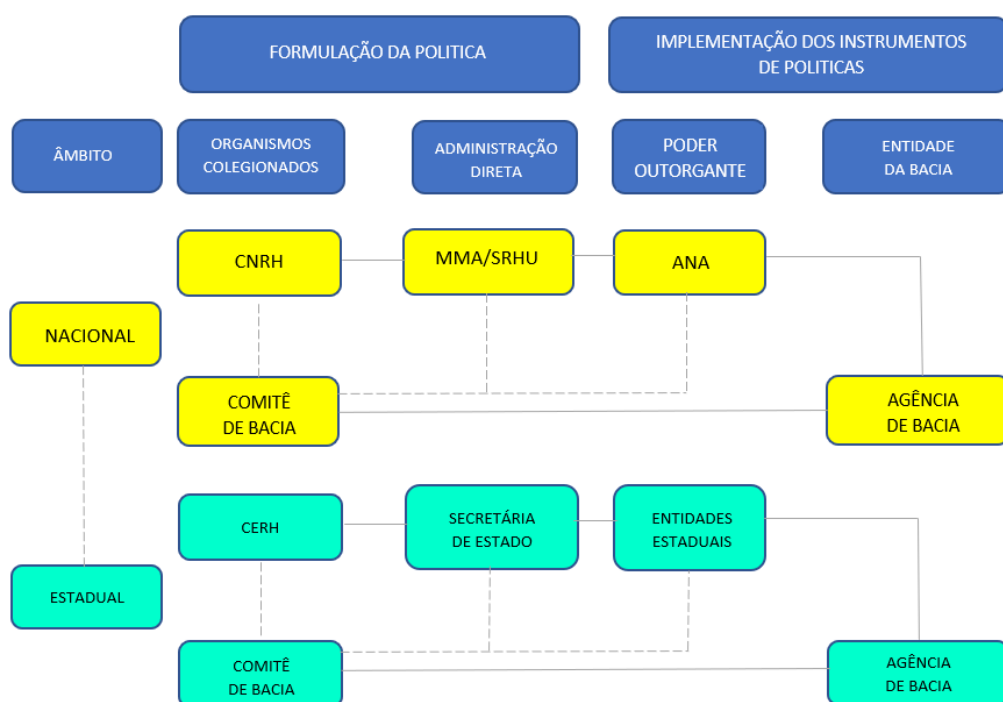 FORMULAÇÃO DA POLITICA
IMPLEMENTAÇÃO DOS INSTRUMENTOS
DE POLITICAS
ÂMBITO
ORGANISMOS
COLEGIONADOS
ADMINISTRAÇÃO
DIRETA
PODER
OUTORGANTE
ENTIDADE
DA BACIA
CNRH
MMA/SRHU
ANA
NACIONAL
COMITÊ
DE BACIA
AGÊNCIA
DE BACIA
CERH
SECRETÁRIA
DE ESTADO
ENTIDADES
ESTADUAIS
ESTADUAL
COMITÊ
DE BACIA
AGÊNCIA
DE BACIA